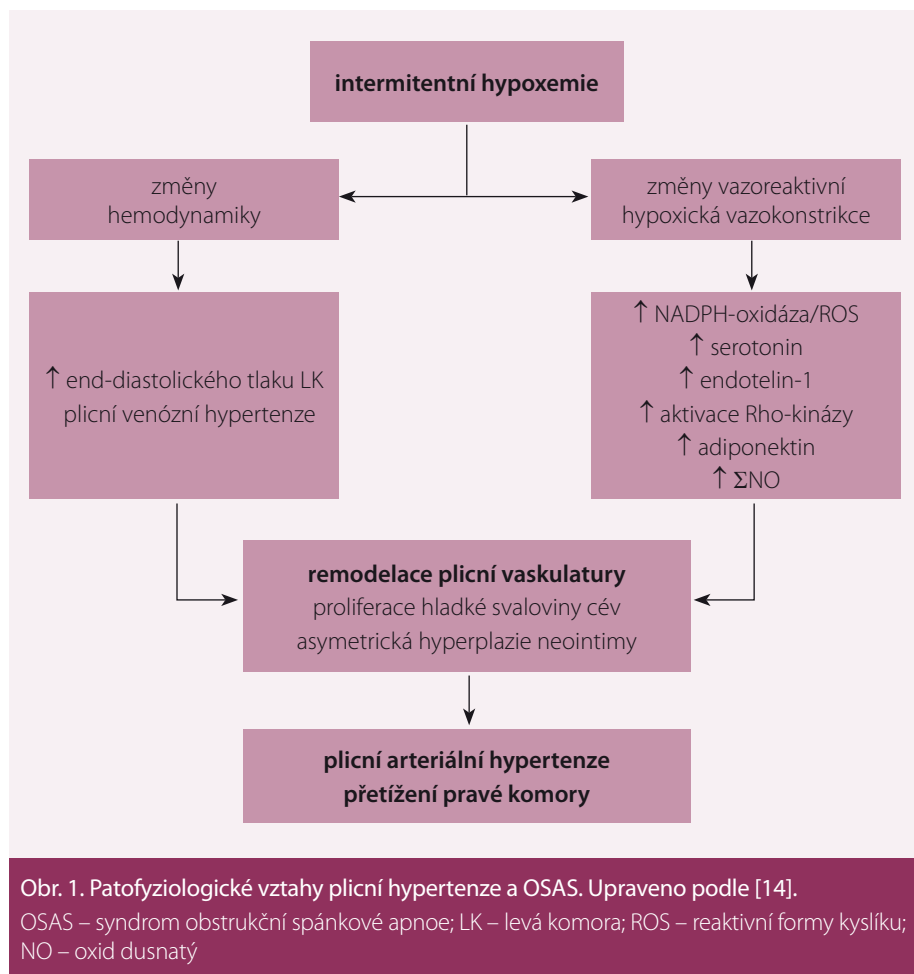 intermitentní hypoxemie
změny
hemodynamiky
změny vazoreaktivní
hypoxická vazokonstrikce
↑ end-diastolického tlaku LK
plicní venózní hypertenze
↑ NADPH-oxidáza/ROS
↑ serotonin
↑ endotelin-1
↑ aktivace Rho-kinázy
↑ adiponektin
↑ ΣNO
remodelace plicní vaskulatury
proliferace hladké svaloviny cév
asymetrická hyperplazie neointimy
plicní arteriální hypertenze
přetížení pravé komory
Obr. 1. Patofyziologické vztahy plicní hypertenze a OSAS. Upraveno podle [14].
OSAS – syndrom obstrukční spánkové apnoe; LK – levá komora; ROS – reaktivní formy kyslíku;
NO – oxid dusnatý